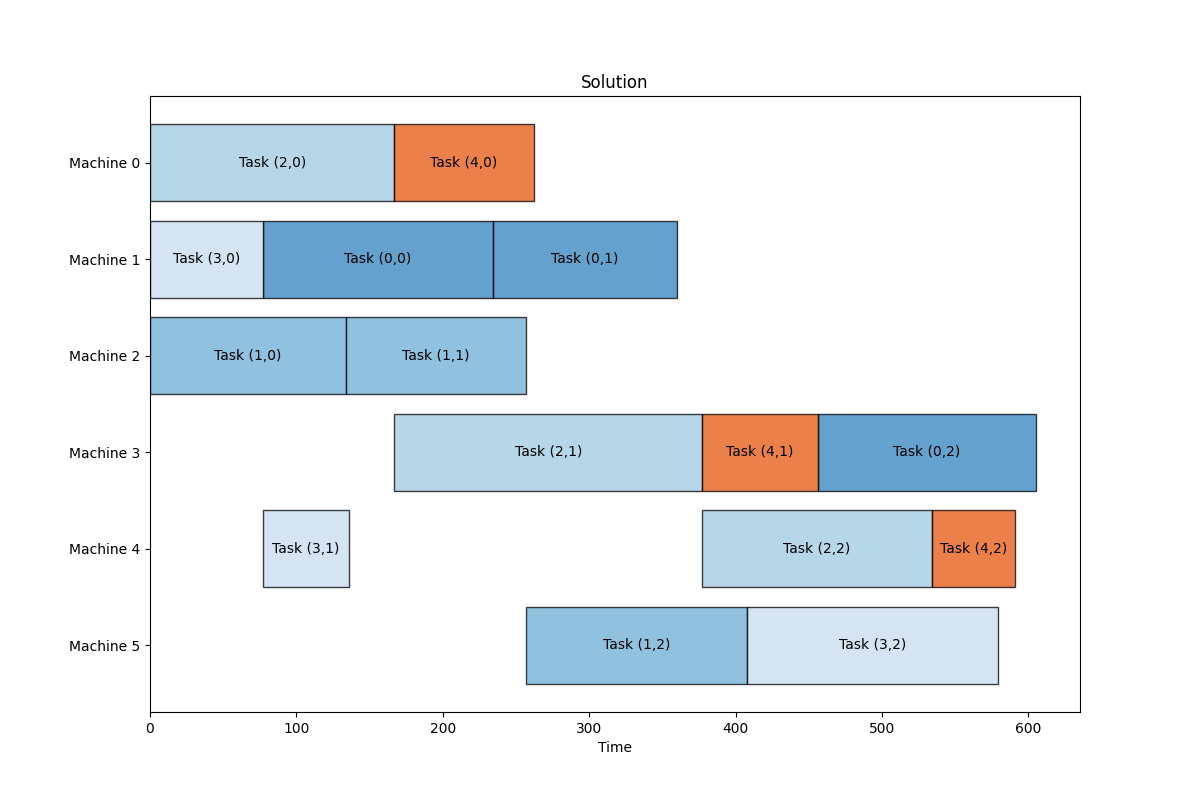 Solution
Machine 0
Task (2,0)
Task (4,0)
Machine 1
Task (3,0)
Task (0,0)
Task (0,1)
Machine 2
Task (1,0)
Task (1,1)
Machine 3
Task (2,1)
Task (4,1)
Task (0,2)
Machine 4
Task (3,1)
Task (2,2)
Task (4,2)
Machine 5
Task (1,2)
Task (3,2)
0 100 200 300 400 500 600
Time